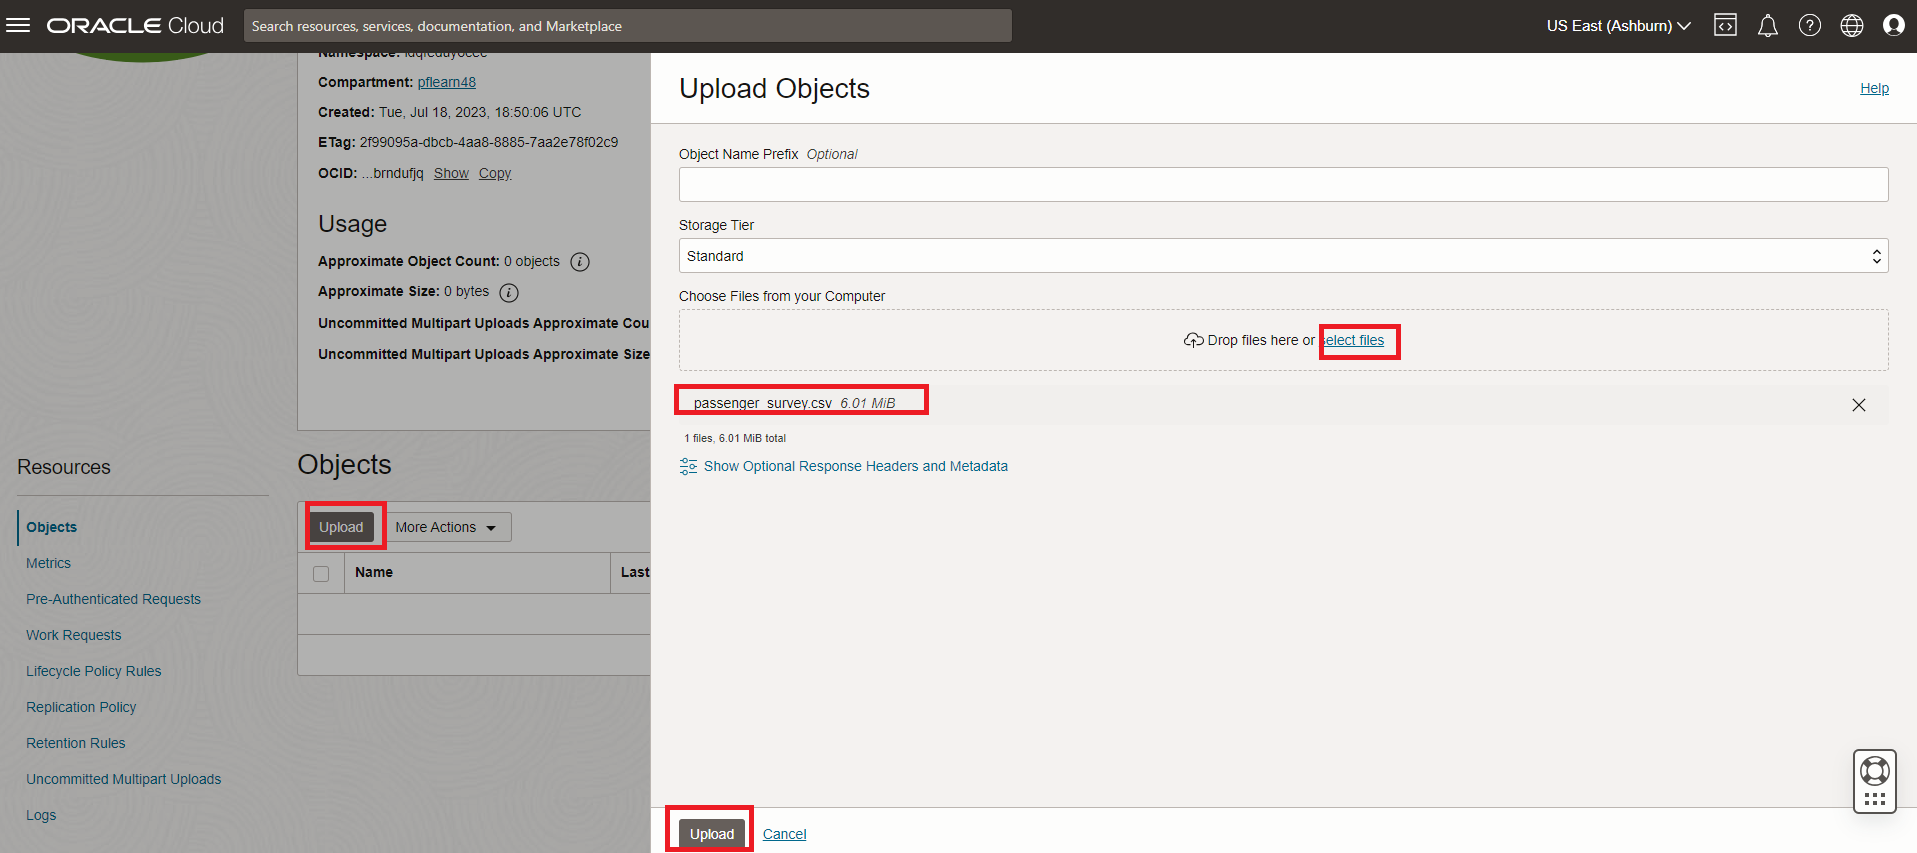 ORACLE Cloud
Search resources, services, documentation, and Marketplace
US East (Ashburn)
Compartment: pflearn48
Created: Tue, Jul 18, 2023, 18:50:06 UTC
ETag: 2f99095a-dbcb-4aa8-8885-7aa2e78f02c9
OCID: ...brndufjq Show Copy
Usage
Approximate Object Count: 0 objects
Approximate Size: 0 bytes
Uncommitted Multipart Uploads Approximate Cou
Uncommitted Multipart Uploads Approximate Size
Resources
Objects
Metrics
Pre-Authenticated Requests
Work Requests
Lifecycle Policy Rules
Replication Policy
Retention Rules
Uncommitted Multipart Uploads
Logs
Objects
Upload More Actions
Name Last
Upload Objects
Help
Object Name Prefix Optional
Storage Tier
Standard
Choose Files from your Computer
Drop files here or select files
passenger_survey.csv 6.01 MiB
1 files, 6.01 MiB total
Show Optional Response Headers and Metadata
Upload Cancel